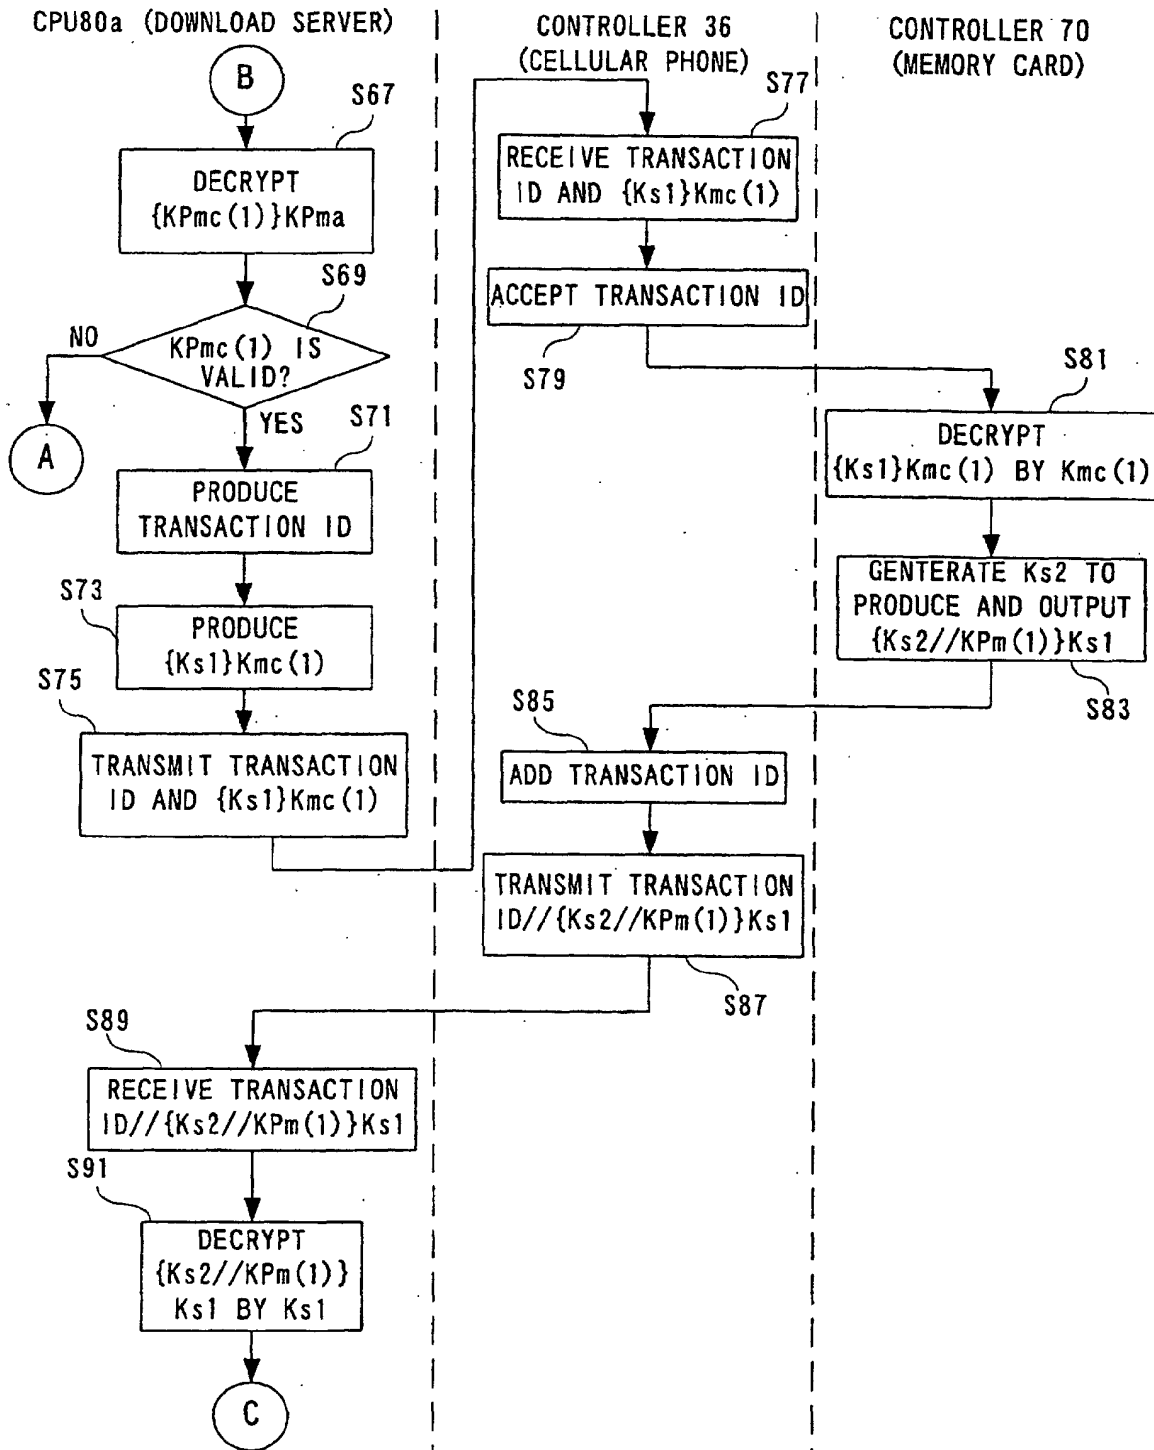 CPU80a (DOWNLOAD SERVER)
CONTROLLER 36
(CELLULAR PHONE)
CONTROLLER 70
(MEMORY CARD)
B
S67
DECRYPT
{KPmc(1)}KPma
S69
NO
KPmc(1) IS
VALID?
YES
A
S71
PRODUCE
TRANSACTION ID
S73
PRODUCE
{Ks1}Kmc(1)
S75
TRANSMIT TRANSACTION
ID AND {Ks1}Kmc(1)
S77
RECEIVE TRANSACTION
ID AND {Ks1}Kmc(1)
ACCEPT TRANSACTION ID
S79
S81
DECRYPT
{Ks1}Kmc(1) BY Kmc(1)
GENTERATE Ks2 TO
PRODUCE AND OUTPUT
{Ks2//KPm(1)}Ks1
S83
S85
ADD TRANSACTION ID
TRANSMIT TRANSACTION
ID//{Ks2//KPm(1)}Ks1
S87
S89
RECEIVE TRANSACTION
ID//{Ks2//KPm(1)}Ks1
S91
DECRYPT
{Ks2//KPm(1)}
Ks1 BY Ks1
C